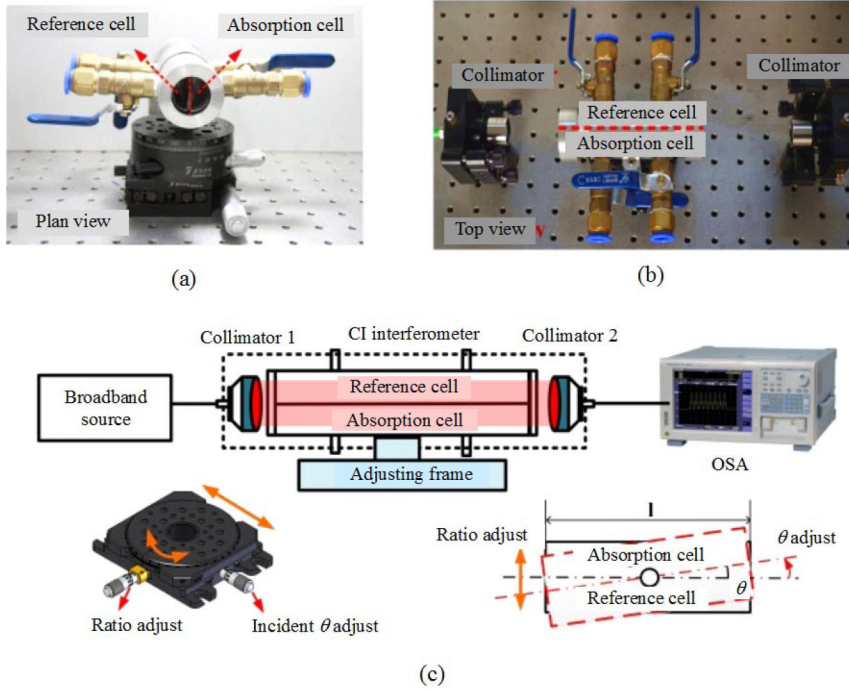 Reference cell
Absorption cell
Plan view
(a)
Collimator
Collimator
Reference cell
Absorption cell
Top view
(b)
Collimator 1
CI interferometer
Collimator 2
Broadband
source
Reference cell
Absorption cell
Adjusting frame
OSA
Ratio adjust
Incident θ adjust
l
Ratio adjust
Absorption cell
θ adjust
θ
Reference cell
(c)